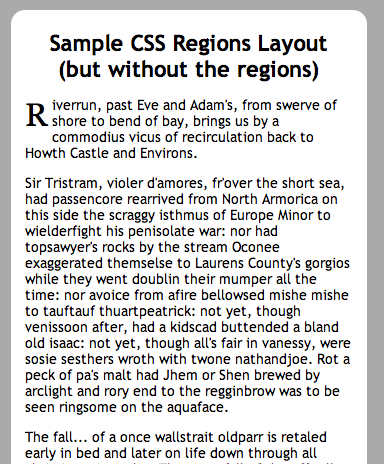 Sample CSS Regions Layout
(but without the regions)
Riverrun, past Eve and Adam's, from swerve of
shore to bend of bay, brings us by a
commodius vicus of recirculation back to
Howth Castle and Environs.
Sir Tristram, violer d'amores, fr'over the short sea,
had passencore rearrived from North Armorica on
this side the scraggy isthmus of Europe Minor to
wielderfight his penisolate war: nor had
topsawyer's rocks by the stream Oconee
exaggerated themselse to Laurens County's gorgios
while they went doublin their mumper all the
time: nor avoice from afire bellowsed mishe mishe
to tauftauf thuartpeatrick: not yet, though
venissoon after, had a kidscad buttended a bland
old isaac: not yet, though all's fair in vanessy, were
sosie sesthers wroth with twone nathandjoe. Rot a
peck of pa's malt had Jhem or Shen brewed by
arclight and rory end to the regginbrow was to be
seen ringsome on the aquaface.
The fall... of a once wallstrait oldparr is retaled
early in bed and later on life down through all